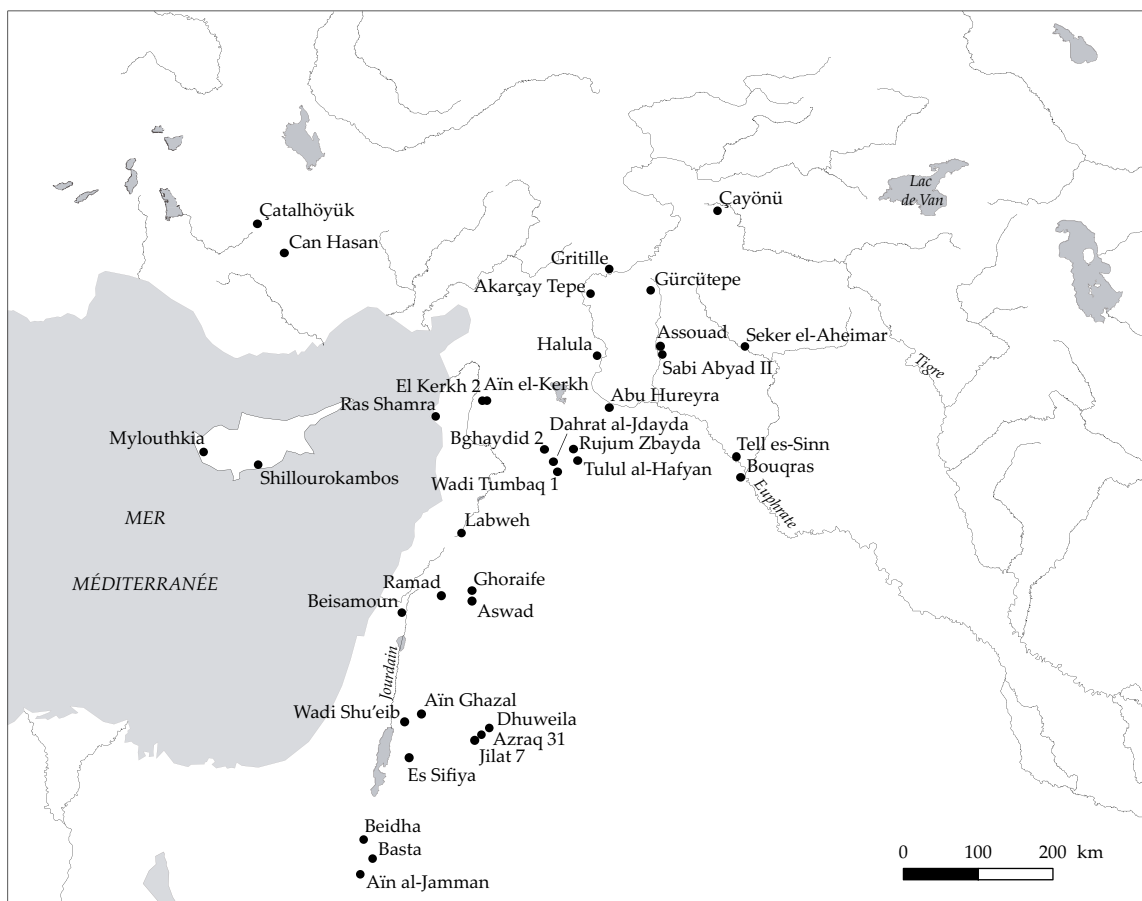 Lac
de Van
Çayönü
Çatalhöyük
Can Hasan
Gritille
Akarçay Tepe
Gürcütepe
Assouad
Seker el-Aheimar
Halula
Sabi Abyad II
Tigre
El Kerkh 2
Aïn el-Kerkh
Ras Shamra
Abu Hureyra
Dahrat al-Jdayda
Mylouthkia
Bghaydid 2
Rujum Zbayda
Tell es-Sinn
Shillourokambos
Tulul al-Hafyan
Bouqras
Wadi Tumbaq 1
Euphrate
MER
Labweh
MÉDITERRANÉE
Ramad
Ghoraife
Beisamoun
Aswad
Jourdain
Aïn Ghazal
Wadi Shu'eib
Dhuweila
Azraq 31
Jilat 7
Es Sifiya
Beidha
Basta
Aïn al-Jamman
0 100 200 km